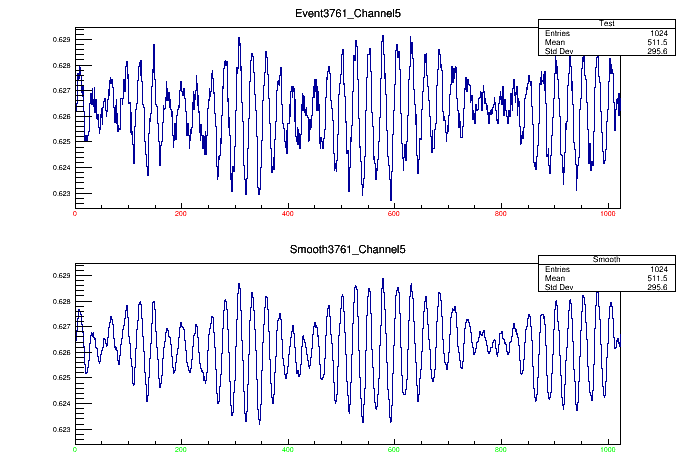 Event3761_Channel5
Test
Entries 1024
Mean 511.5
Std Dev 295.6
0.629
0.628
0.627
0.626
0.625
0.624
0.623
0 200 400 600 800 1000
Smooth3761_Channel5
Smooth
Entries 1024
Mean 511.5
Std Dev 295.6
0.629
0.628
0.627
0.626
0.625
0.624
0.623
0 200 400 600 800 1000